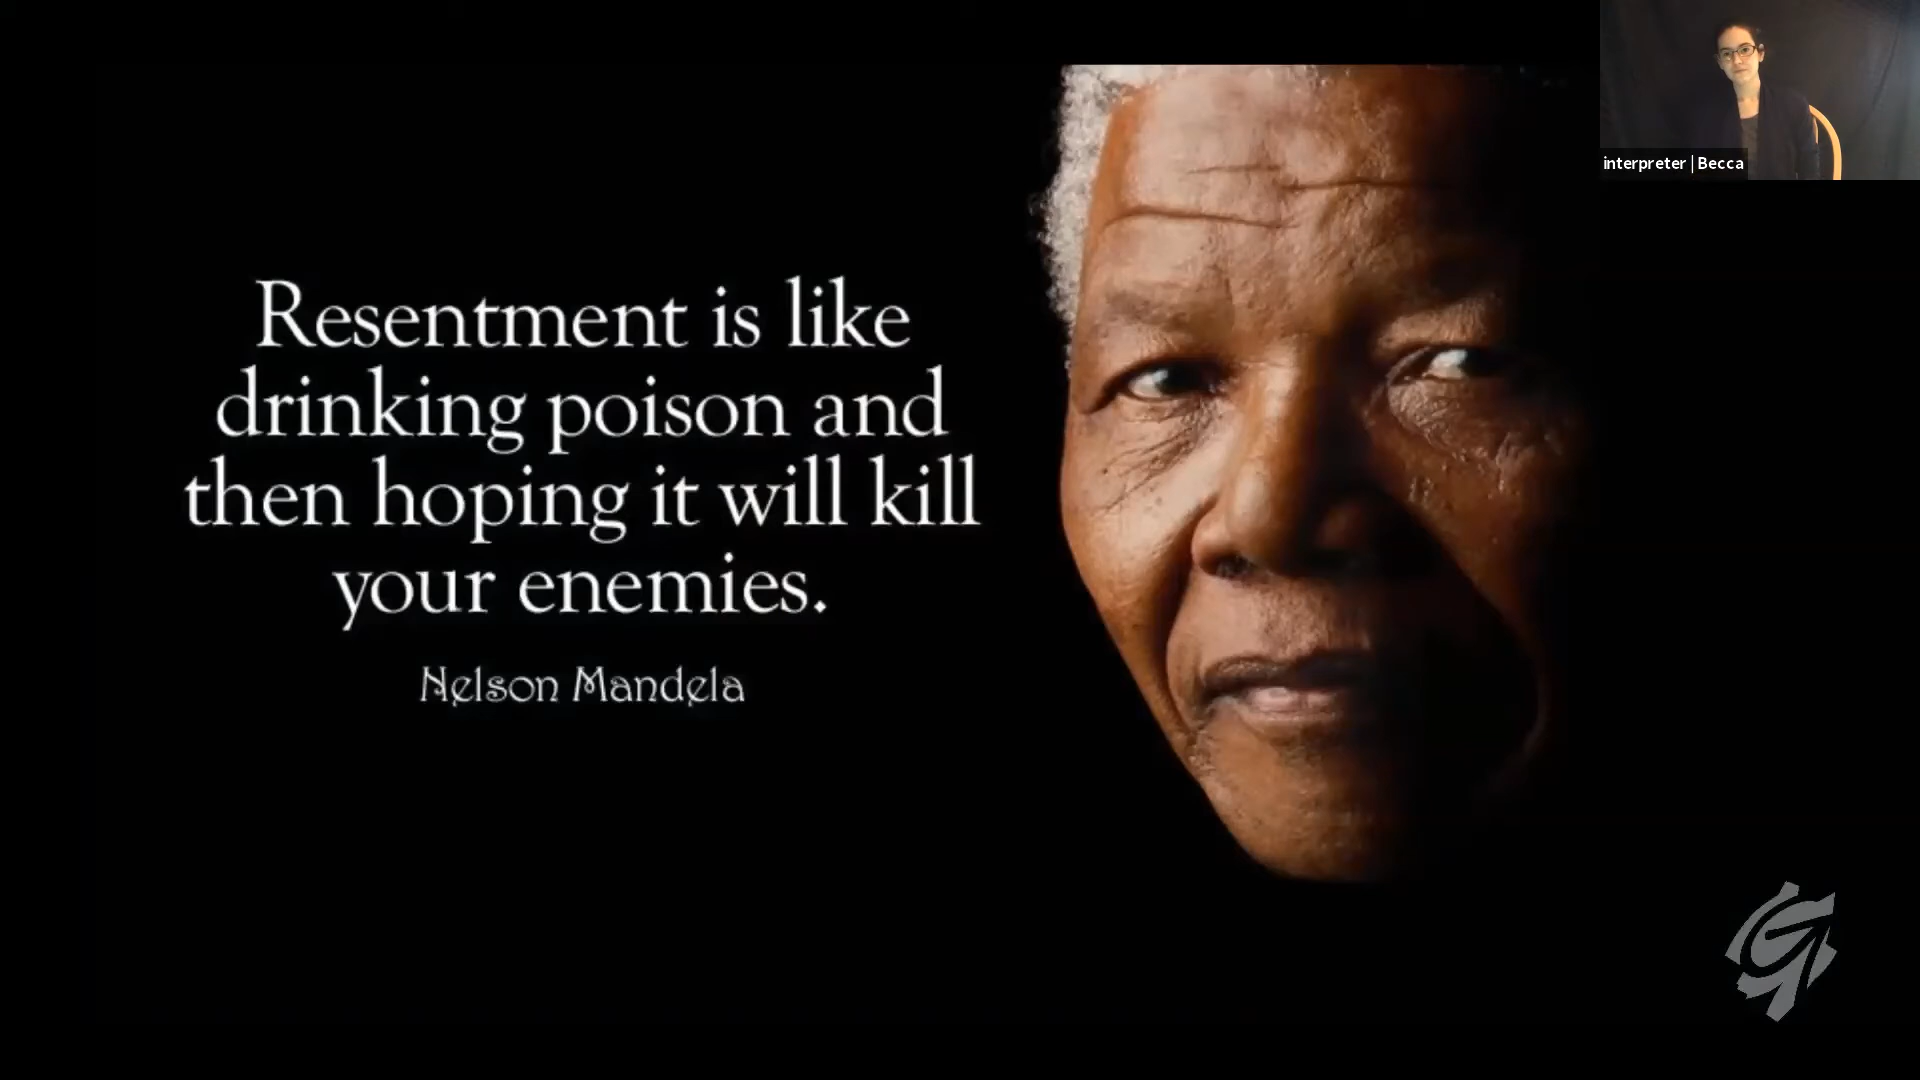 Resentment is like
drinking poison and
then hoping it will kill
your enemies.
Nelson Mandela
interpreter | Becca